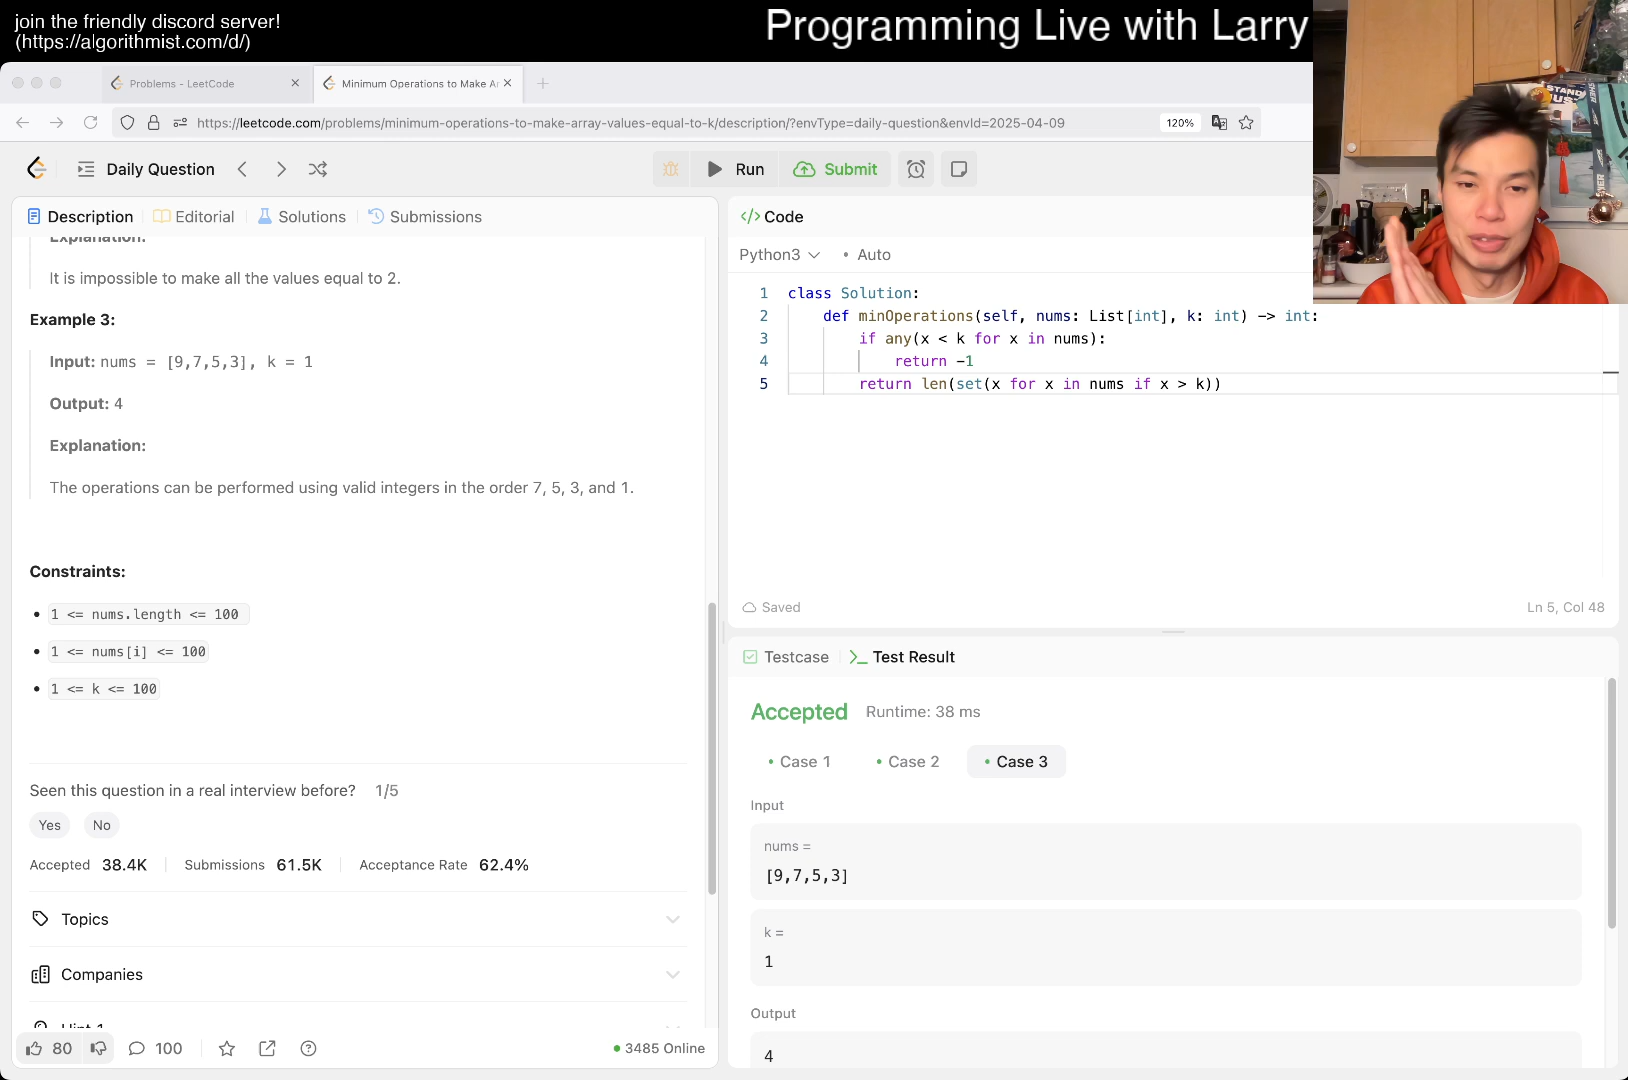 join the friendly discord server!
(https://algorithmist.com/d/)
Programming Live with Larry
Problems - LeetCode
Minimum Operations to Make Ar
https://leetcode.com/problems/minimum-operations-to-make-array-values-equal-to-k/description/?envType=daily-question&envId=2025-04-09
120%
Daily Question
Run
Submit
Description
Editorial
Solutions
Submissions
Explanation:
It is impossible to make all the values equal to 2.
Example 3:
Input: nums = [9,7,5,3], k = 1
Output: 4
Explanation:
The operations can be performed using valid integers in the order 7, 5, 3, and 1.
Constraints:
• 1 <= nums.length <= 100
• 1 <= nums[i] <= 100
• 1 <= k <= 100
Seen this question in a real interview before? 1/5
Yes No
Accepted 38.4K Submissions 61.5K Acceptance Rate 62.4%
Topics
Companies
Hint 1
80 100
3485 Online
</> Code
Python3 • Auto
1 class Solution:
2 def minOperations(self, nums: List[int], k: int) -> int:
3 if any(x < k for x in nums):
4 return -1
5 return len(set(x for x in nums if x > k))
Saved
Ln 5, Col 48
Testcase
Test Result
Accepted Runtime: 38 ms
• Case 1 • Case 2 • Case 3
Input
nums =
[9,7,5,3]
k =
1
Output
4
STAND